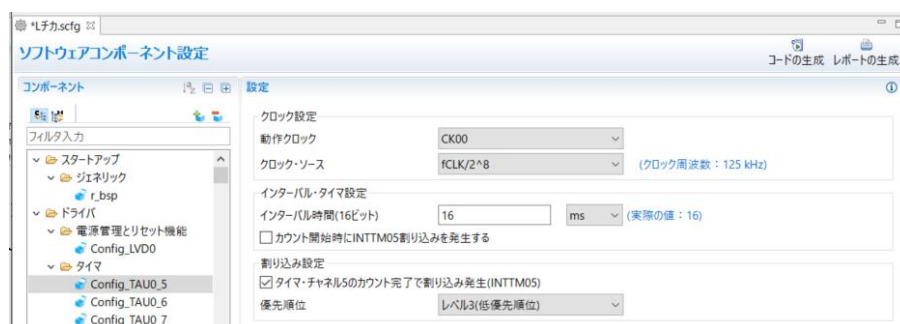 *Lチカ.scfg
ソフトウェアコンポーネント設定
コードの生成 レポートの生成
コンポーネント
設定
フィルタ入力
スタートアップ
ジェネリック
r_bsp
ドライバ
電源管理とリセット機能
Config_LVD0
タイマ
Config_TAU0_5
Config_TAU0_6
Config_TAU0_7
クロック設定
動作クロック CK00
クロック・ソース fCLK/2^8 (クロック周波数：125 kHz)
インターバル・タイマ設定
インターバル時間(16ビット) 16 ms (実際の値：16)
カウント開始時にINTTM05割り込みを発生する
割り込み設定
タイマ・チャネル5のカウント完了で割り込み発生(INTTM05)
優先順位 レベル3(低優先順位)